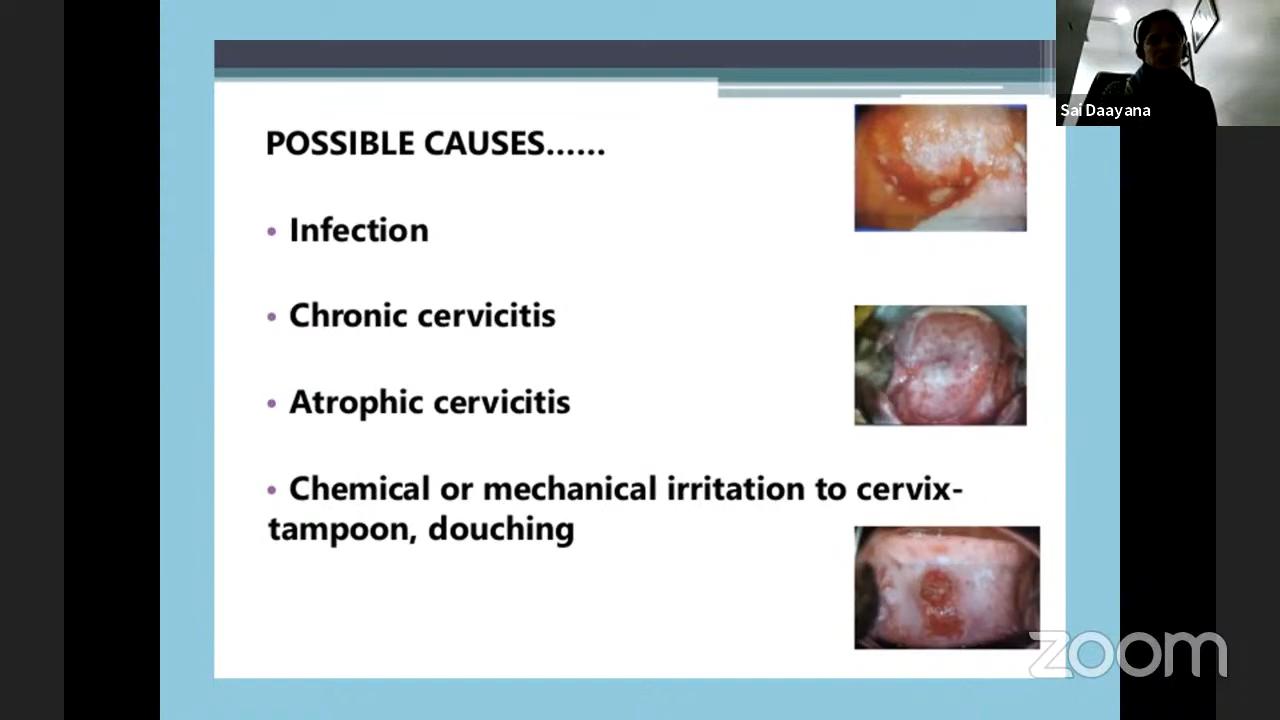 Sai Daayana
POSSIBLE CAUSES......
• Infection
• Chronic cervicitis
• Atrophic cervicitis
• Chemical or mechanical irritation to cervix-
tampoon, douching
zoom